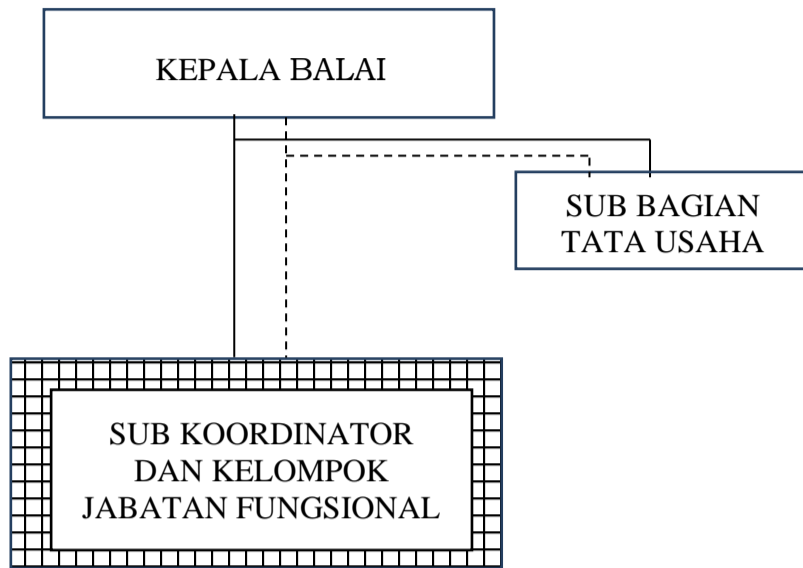 KEPALA BALAI
SUB BAGIAN
TATA USAHA
SUB KOORDINATOR
DAN KELOMPOK
JABATAN FUNGSIONAL